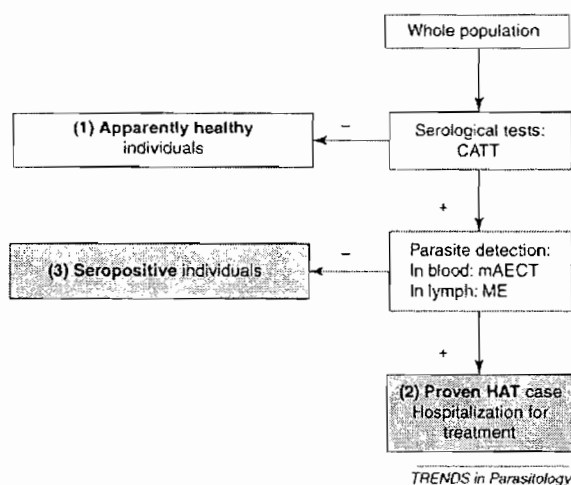 Whole population
(1) Apparently healthy
individuals
–
Serological tests:
CATT
+
(3) Seropositive individuals
–
Parasite detection:
In blood: mAECT
In lymph: ME
+
(2) Proven HAT case
Hospitalization for
treatment
TRENDS in Parasitology